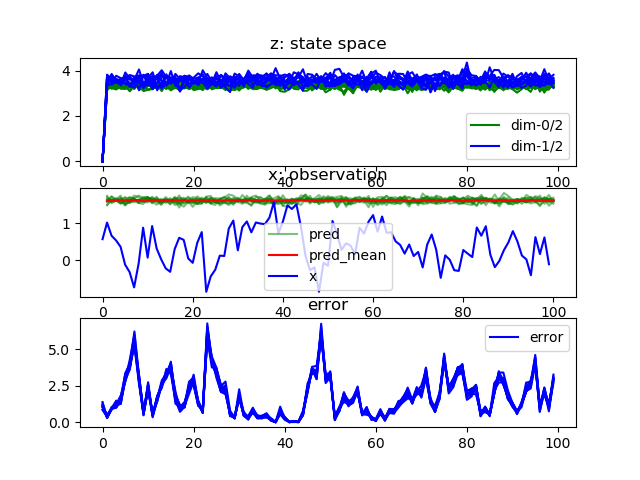 z: state space
4
2
0
dim-0/2
dim-1/2
0 20 40 60 80 100
x: observation
1
0
pred
pred_mean
x
0 20 40 60 80 100
error
5.0
2.5
0.0
error
0 20 40 60 80 100